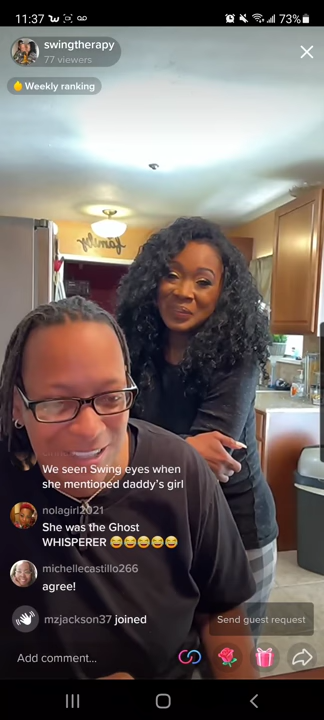 11:37
73%
swingtherapy
77 viewers
Weekly ranking
family
We seen Swing eyes when
she mentioned daddy's girl
nolagirl2021
She was the Ghost
WHISPERER 😂😂😂😂😂
michellecastillo266
agree!
mzjackson37 joined
Send guest request
Add comment...